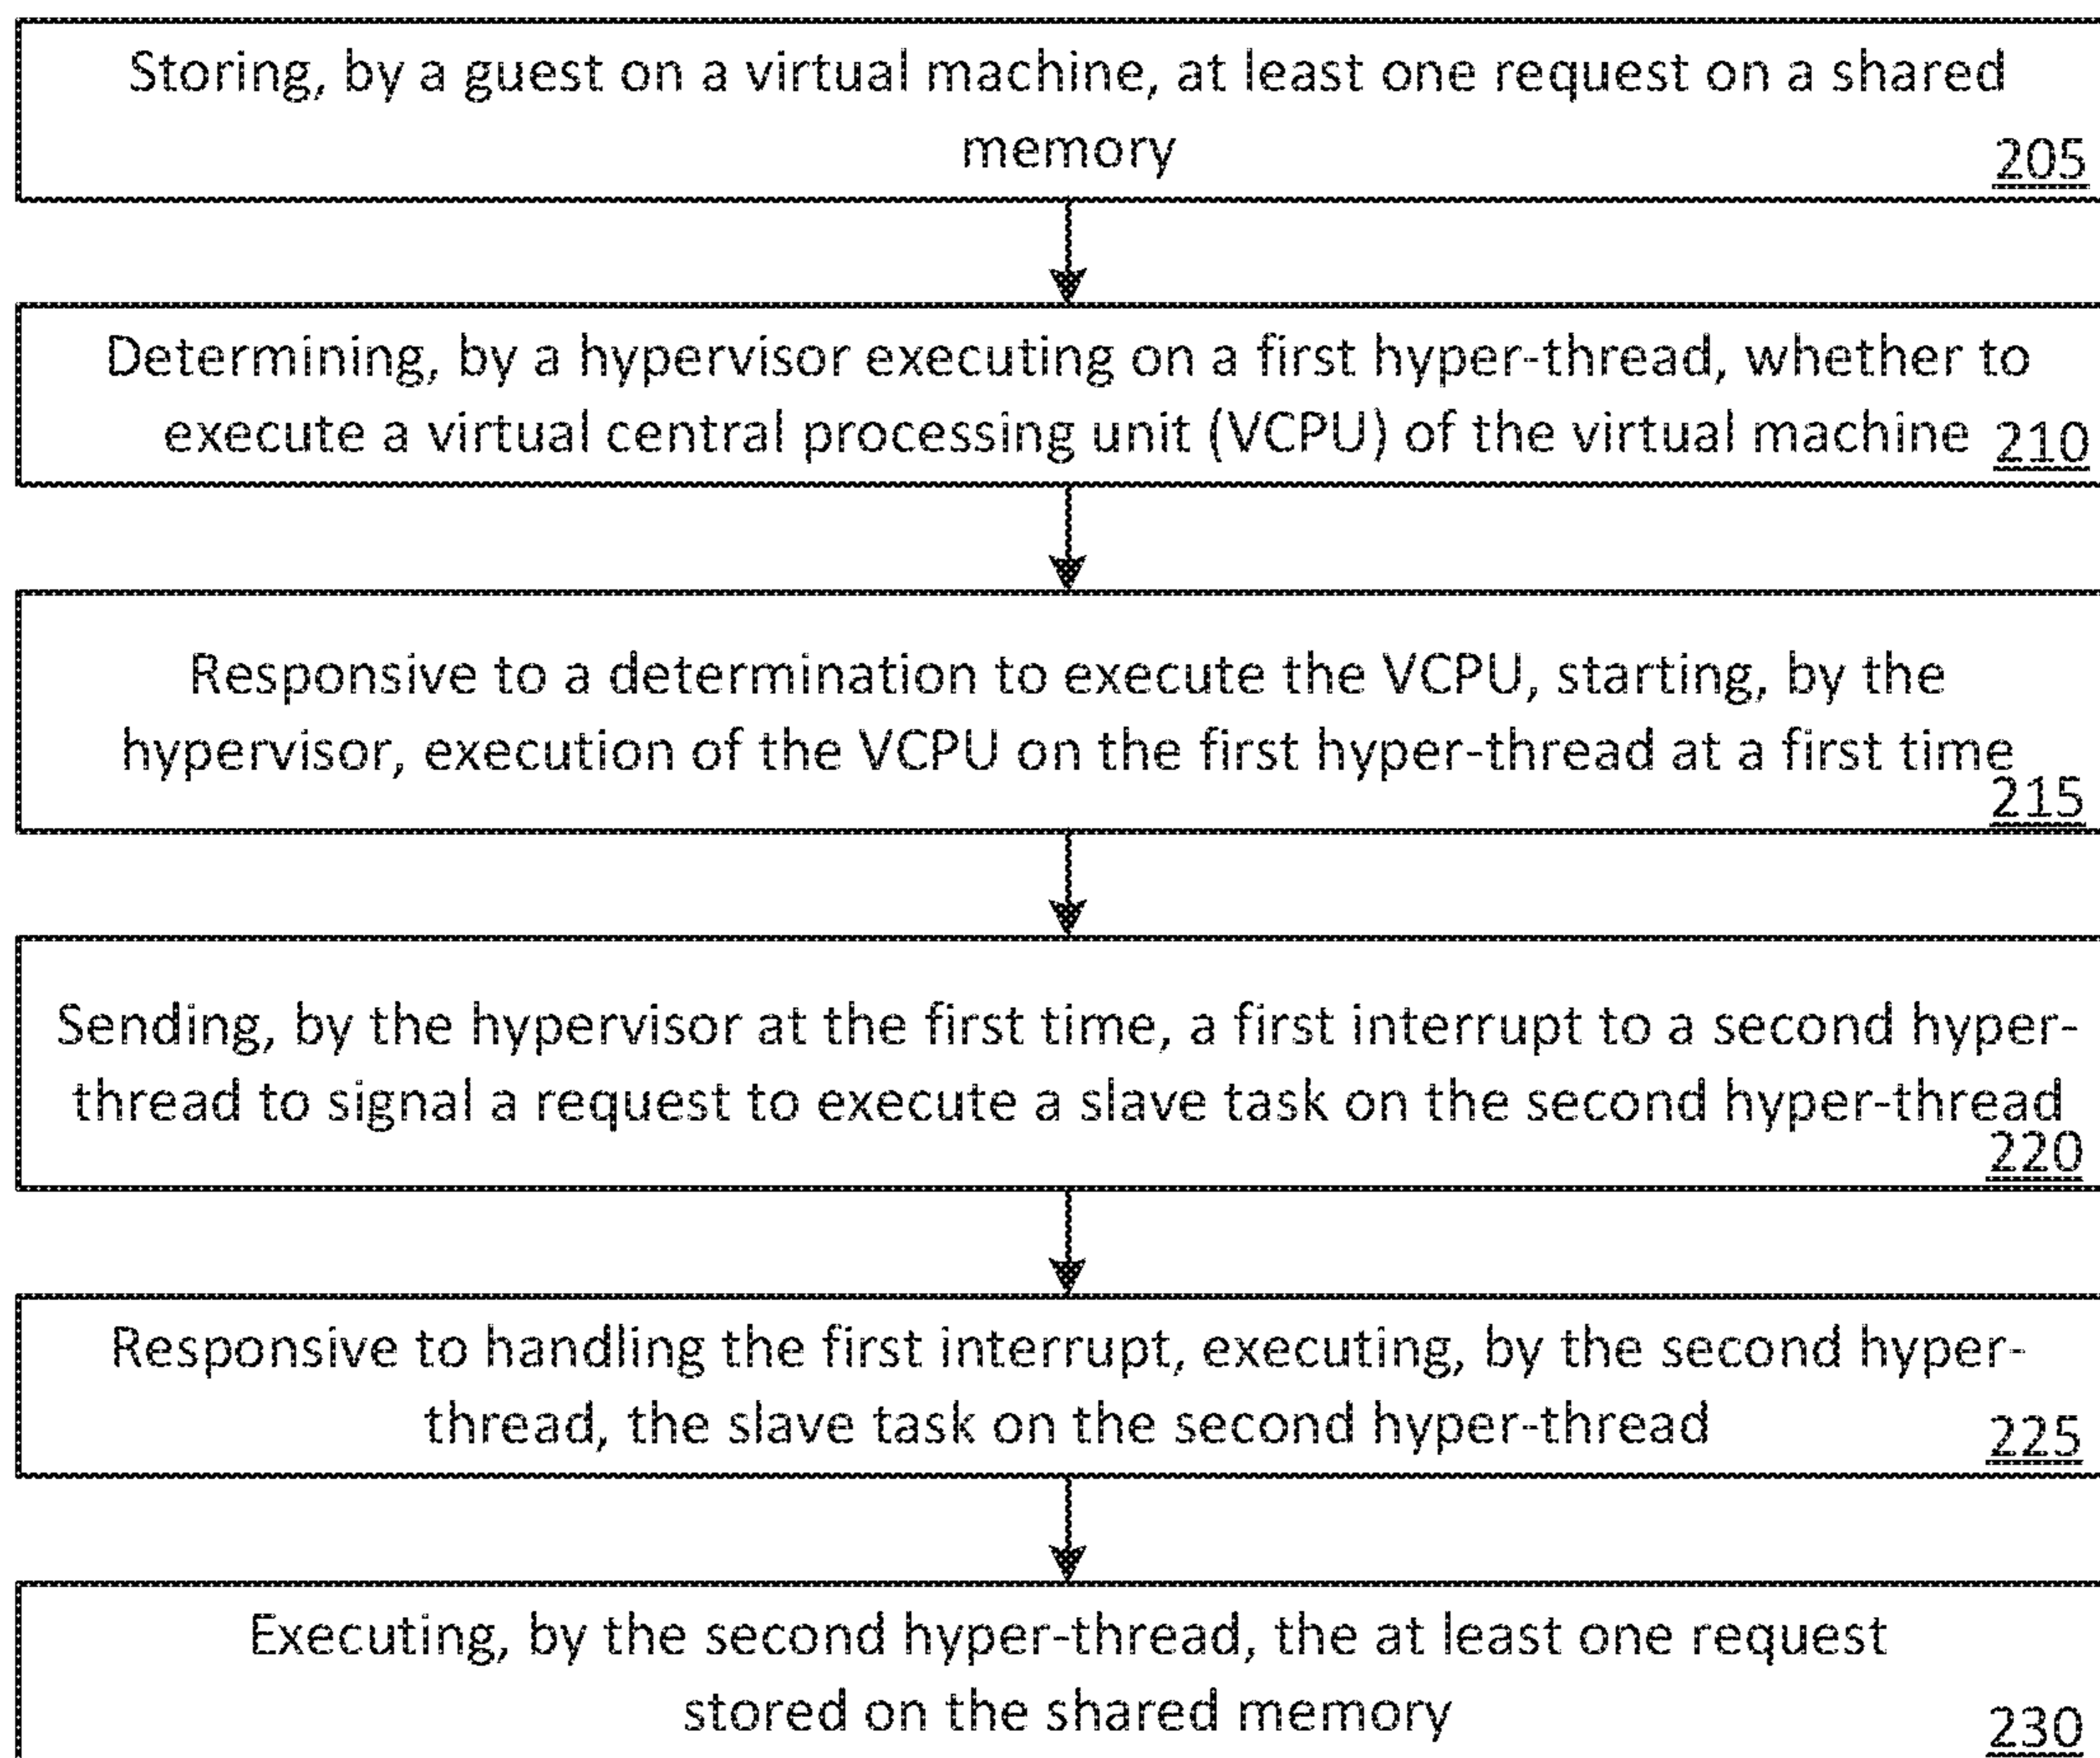 Storing, by a guest on a virtual machine, at least one request on a shared
memory 205
Determining, by a hypervisor executing on a first hyper-thread, whether to
execute a virtual central processing unit (VCPU) of the virtual machine 210
Responsive to a determination to execute the VCPU, starting, by the
hypervisor, execution of the VCPU on the first hyper-thread at a first time
215
Sending, by the hypervisor at the first time, a first interrupt to a second hyper-
thread to signal a request to execute a slave task on the second hyper-thread
220
Responsive to handling the first interrupt, executing, by the second hyper-
thread, the slave task on the second hyper-thread 225
Executing, by the second hyper-thread, the at least one request
stored on the shared memory 230